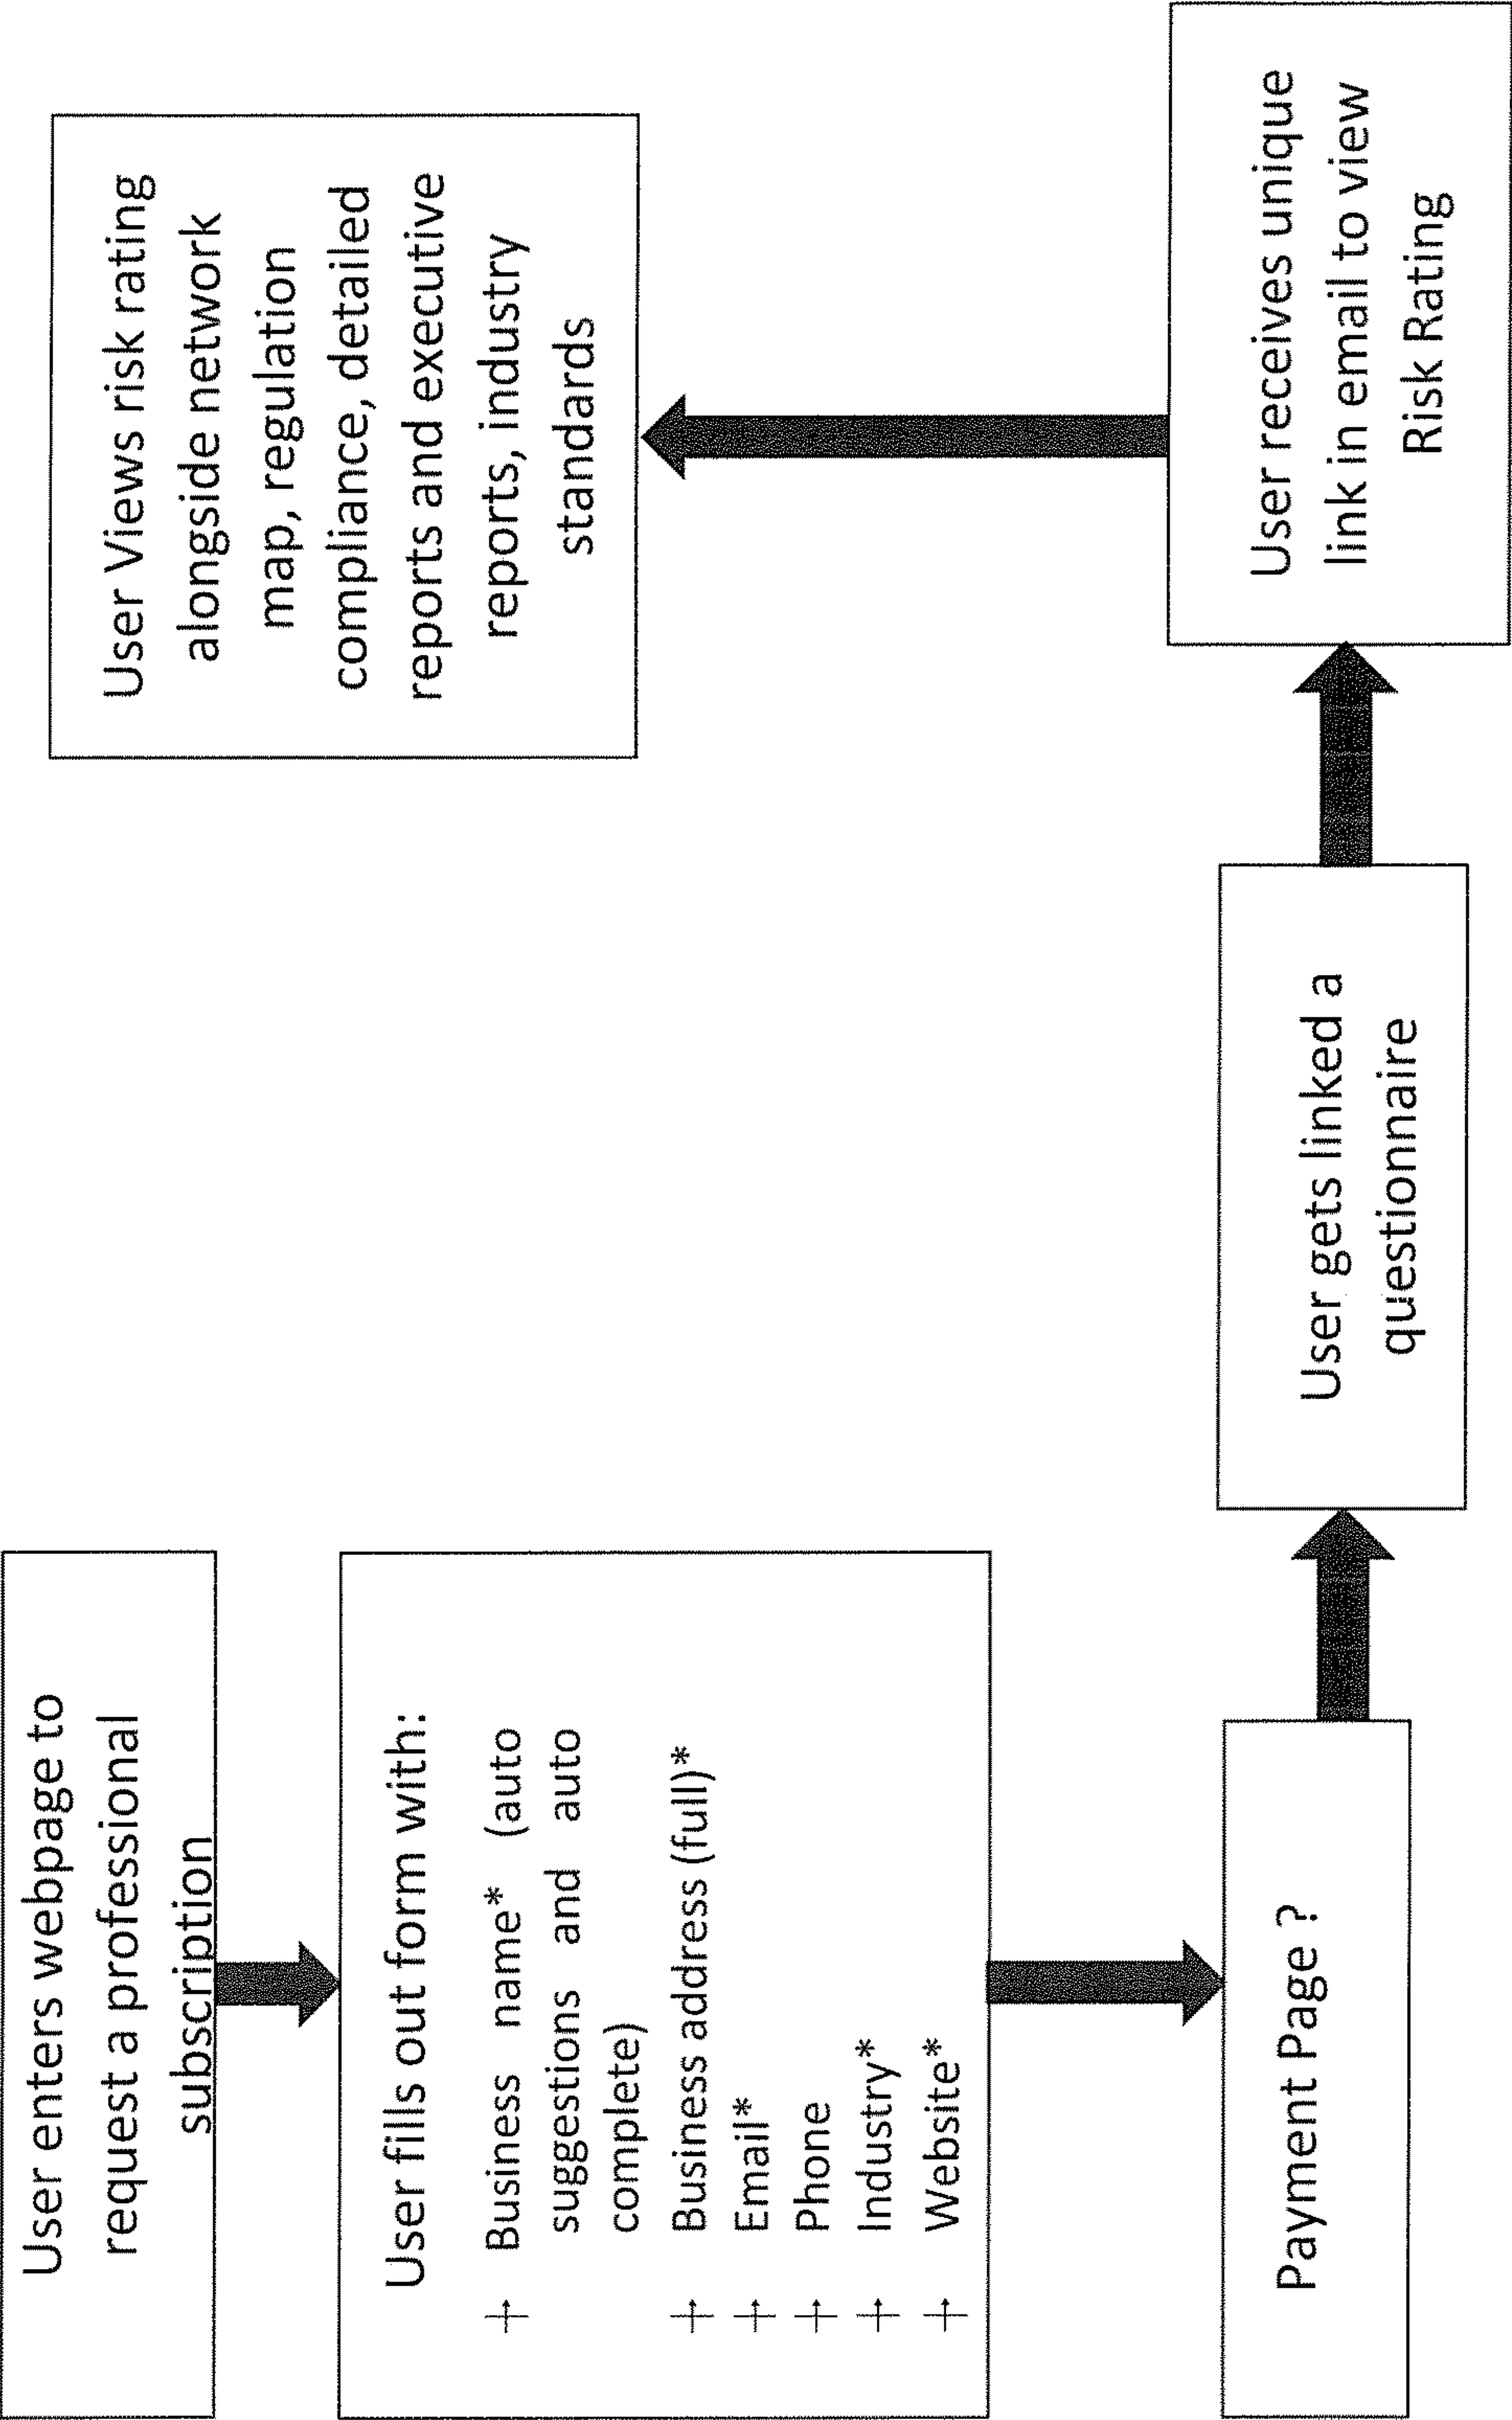 User enters webpage to
request a professional
subscription
User fills out form with:
Business name* (auto
suggestions and auto
complete)
Business address (full)*
Email*
Phone
Industry*
Website*
Payment Page ?
User gets linked a
questionnaire
User receives unique
link in email to view
Risk Rating
User Views risk rating
alongside network
map, regulation
compliance, detailed
reports and executive
reports, industry
standards